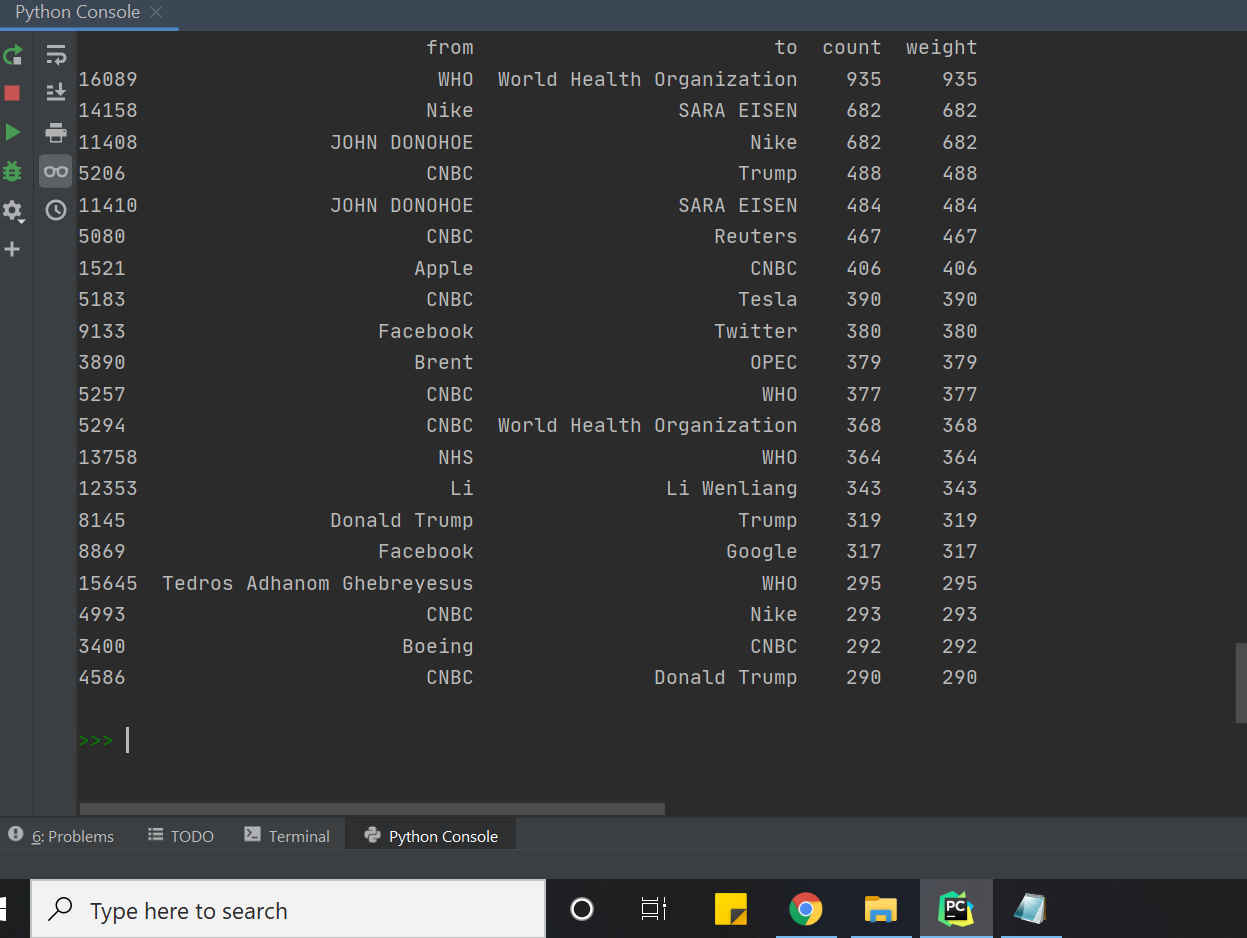 Python Console
from to count weight
16089 WHO World Health Organization 935 935
14158 Nike SARA EISEN 682 682
11408 JOHN DONOHOE Nike 682 682
5206 CNBC Trump 488 488
11410 JOHN DONOHOE SARA EISEN 484 484
5080 CNBC Reuters 467 467
1521 Apple CNBC 406 406
5183 CNBC Tesla 390 390
9133 Facebook Twitter 380 380
3890 Brent OPEC 379 379
5257 CNBC WHO 377 377
5294 CNBC World Health Organization 368 368
13758 NHS WHO 364 364
12353 Li Li Wenliang 343 343
8145 Donald Trump Trump 319 319
8869 Facebook Google 317 317
15645 Tedros Adhanom Ghebreyesus WHO 295 295
4993 CNBC Nike 293 293
3400 Boeing CNBC 292 292
4586 CNBC Donald Trump 290 290
>>>
6: Problems TODO Terminal Python Console
Type here to search PC